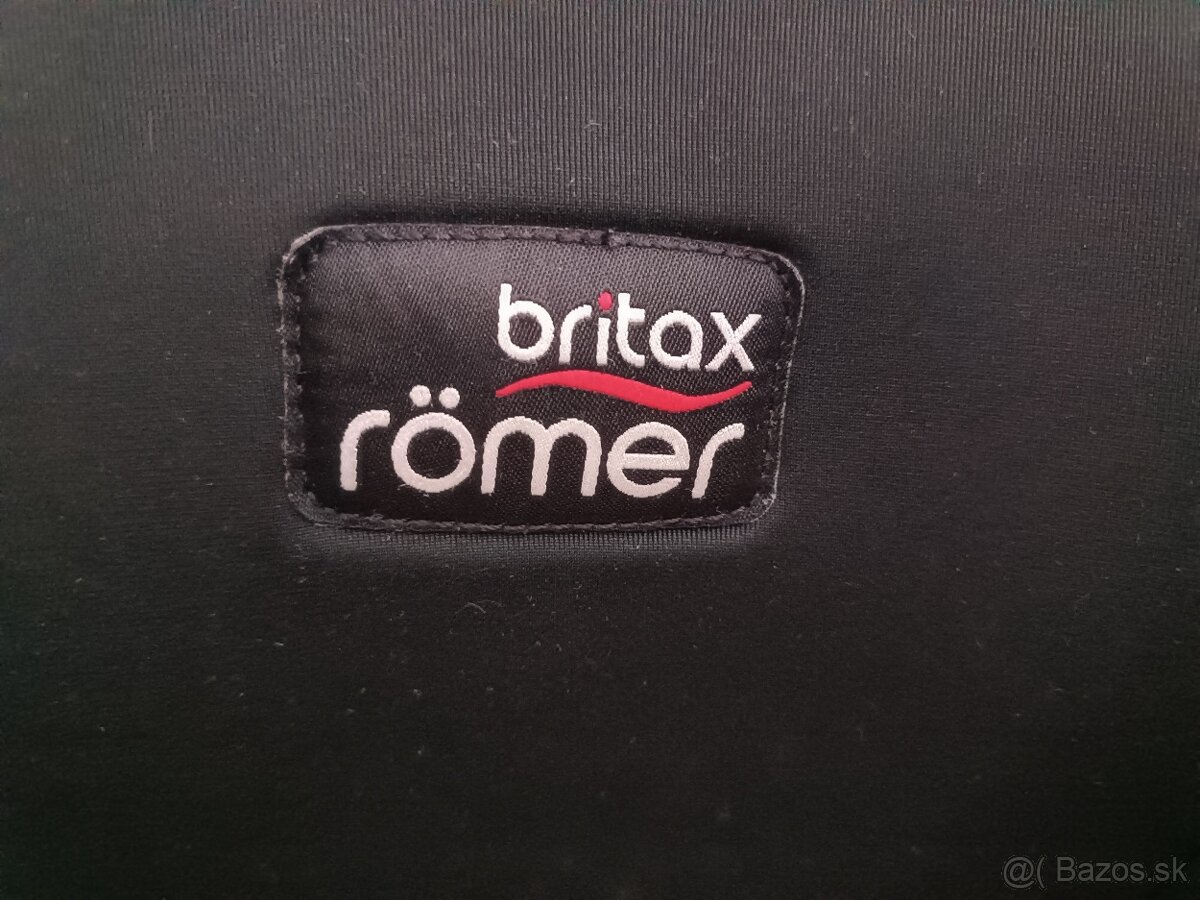 britax
römer
@( Bazos.sk